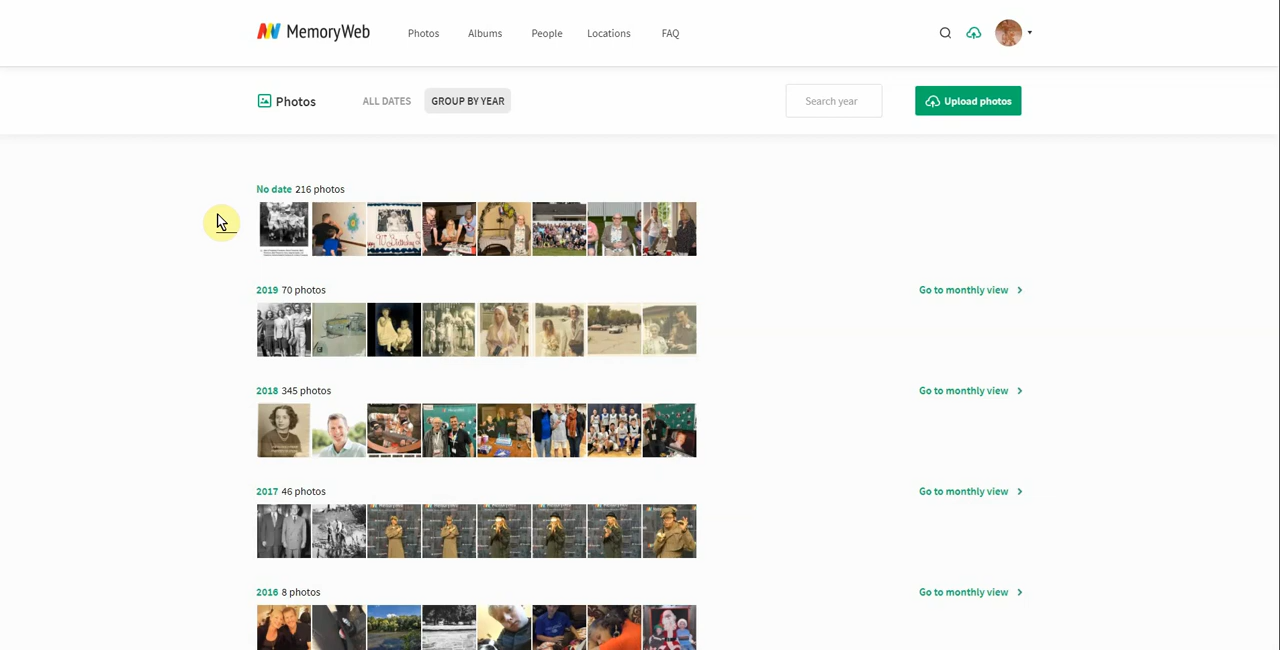 MemoryWeb
Photos Albums People Locations FAQ
Photos ALL DATES GROUP BY YEAR Search year Upload photos
No date 216 photos
2019 70 photos Go to monthly view
2018 345 photos Go to monthly view
2017 46 photos Go to monthly view
2016 8 photos Go to monthly view